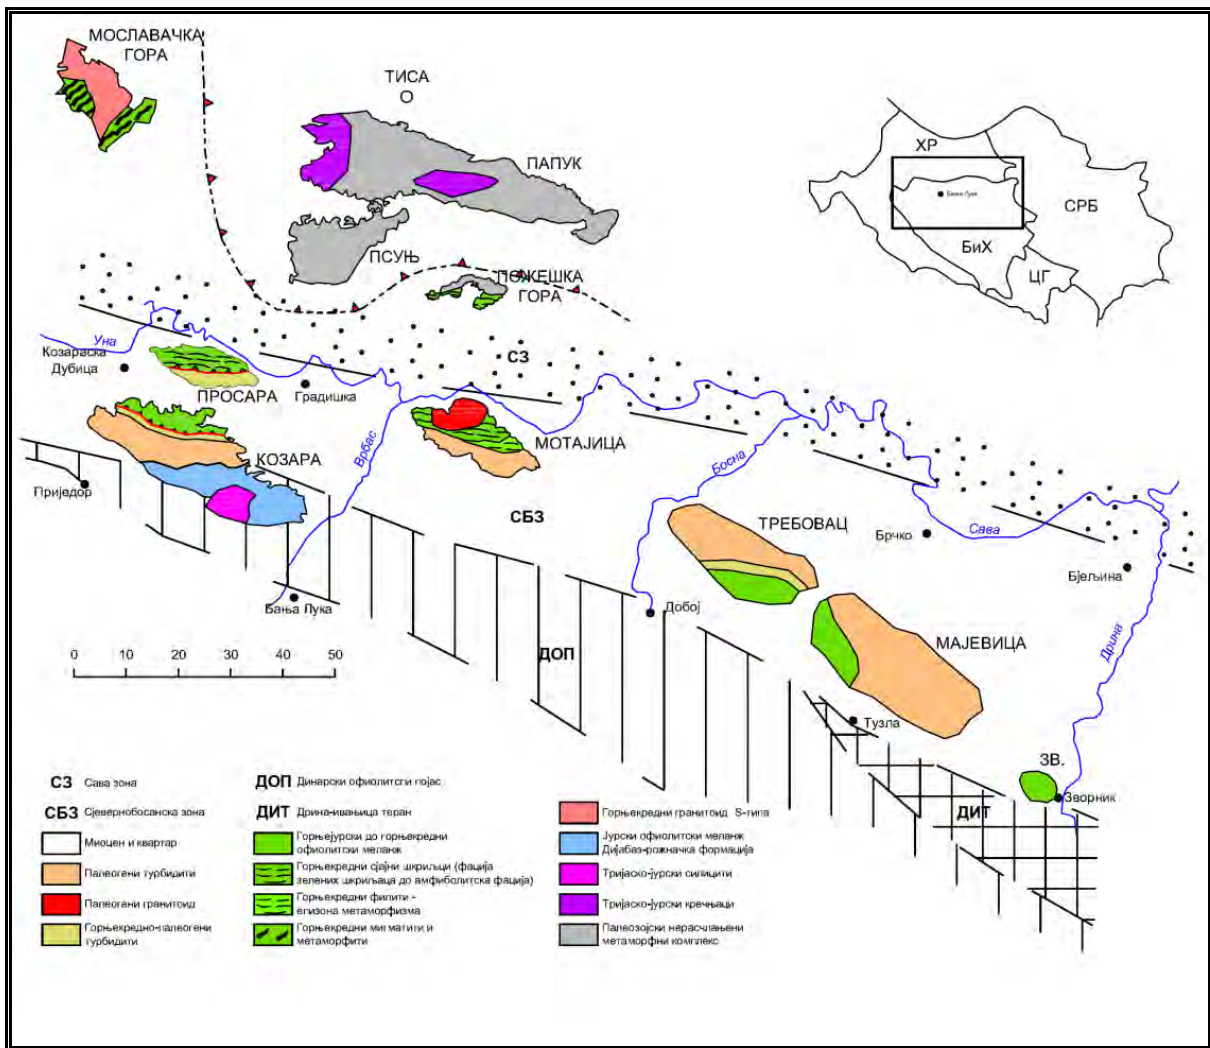 МОСЛАВАЧКА
ГОРА
ТИСА
ПАПУК
ПСУЊ
ПОЖЕШКА
ГОРА
ХР
Бања Лука
СРБ
БиХ
ЦГ
Уна
Козараска
Дубица
СЗ
ПРОСАРА
Градишка
Врбас
МОТАЈИЦА
КОЗАРА
Приједор
Босна
СБЗ
ТРЕБОВАЦ
Брчко
Сава
Бјељина
Бања Лука
Добој
ДОП
МАЈЕВИЦА
Дрина
0 10 20 30 40 50
Тузла
ЗВ.
Зворник
ДИТ
СЗ Сава зона
СБЗ Сјевернобосанска зона
Миоцен и квартар
Палеогени турбидити
Палеогени гранитоид
Горњекредно-палеогени
турбидити
ДОП Динарски офиолитспи појас
ДИТ Дрина-ивањица теран
Горњејурски до горњекредни
офиолитски меланж
Горњекредни сјајни шкриљци (фација
зелених шкриљаца до амфиболитска фација)
Горњекредни филити -
епизона метаморфизма
Горњекредни мигматити и
метаморфити
Горњекредни гранитоид S-типа
Јурски офиолитски меланж
Дијабаз-рожначка формација
Тријаско-јурски силицити
Тријаско-јурски кречњаци
Палеозојски нерасчлањени
метаморфни комплекс